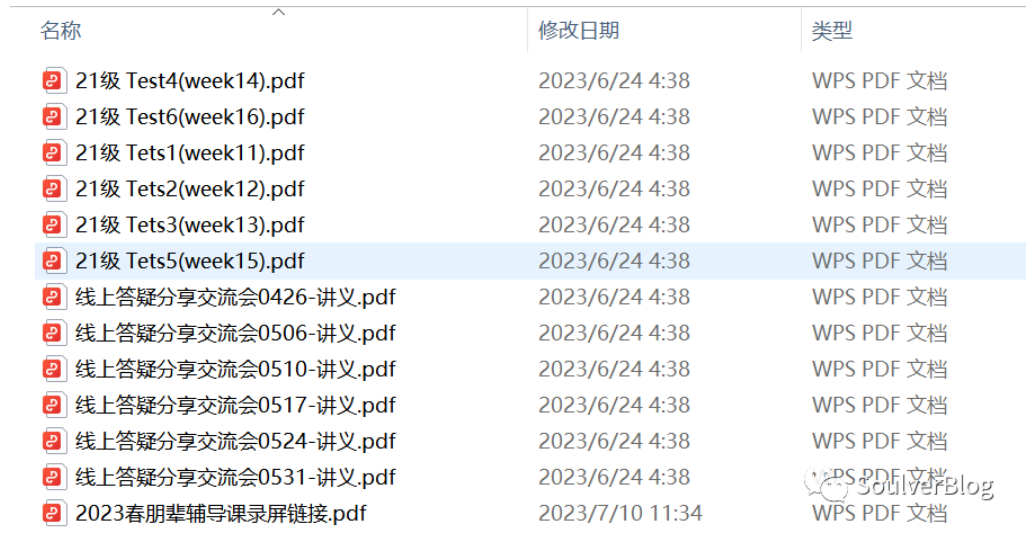 名称 修改日期 类型
21级 Test4(week14).pdf 2023/6/24 4:38 WPS PDF 文档
21级 Test6(week16).pdf 2023/6/24 4:38 WPS PDF 文档
21级 Tets1(week11).pdf 2023/6/24 4:38 WPS PDF 文档
21级 Tets2(week12).pdf 2023/6/24 4:38 WPS PDF 文档
21级 Tets3(week13).pdf 2023/6/24 4:38 WPS PDF 文档
21级 Tets5(week15).pdf 2023/6/24 4:38 WPS PDF 文档
线上答疑分享交流会0426-讲义.pdf 2023/6/24 4:38 WPS PDF 文档
线上答疑分享交流会0506-讲义.pdf 2023/6/24 4:38 WPS PDF 文档
线上答疑分享交流会0510-讲义.pdf 2023/6/24 4:38 WPS PDF 文档
线上答疑分享交流会0517-讲义.pdf 2023/6/24 4:38 WPS PDF 文档
线上答疑分享交流会0524-讲义.pdf 2023/6/24 4:38 WPS PDF 文档
线上答疑分享交流会0531-讲义.pdf 2023/6/24 4:38 WPS PDF 文档
SoulverBlog
2023春朋辈辅导课录屏链接.pdf 2023/7/10 11:34 WPS PDF 文档